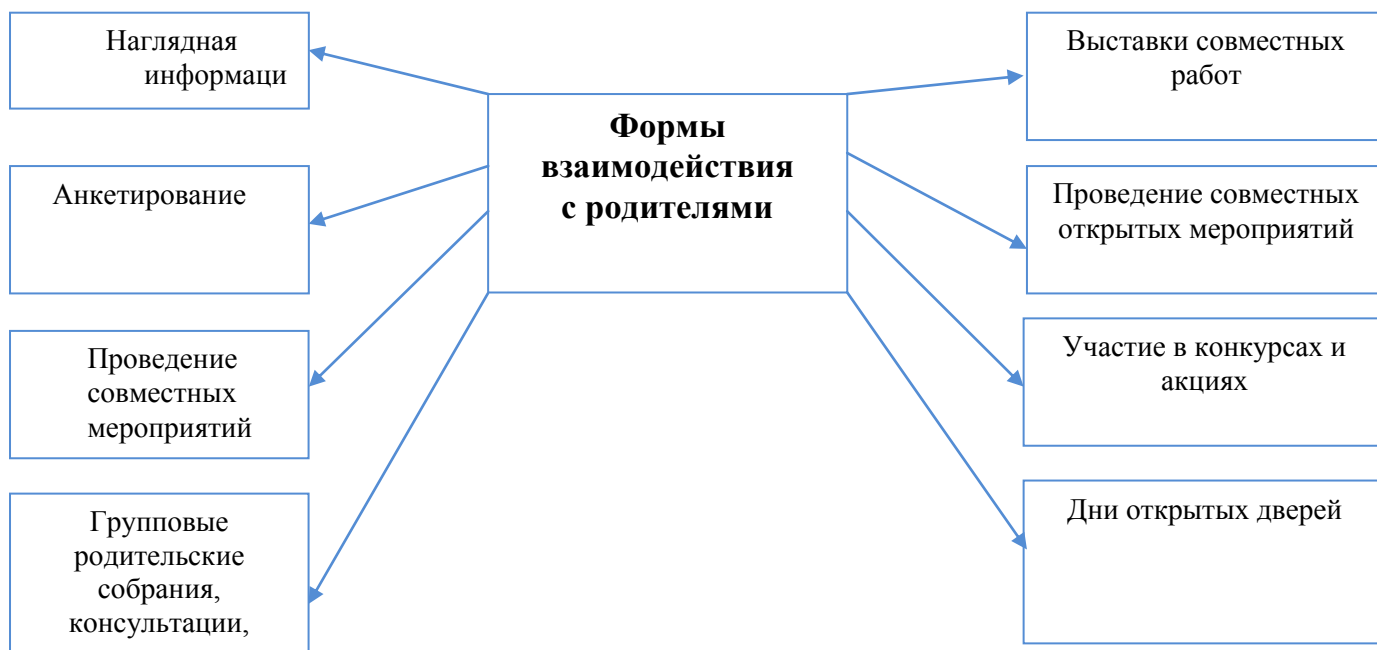 Наглядная
информаци
Анкетирование
Проведение
совместных
мероприятий
Групповые
родительские
собрания,
консультации,
Формы
взаимодействия
с родителями
Выставки совместных
работ
Проведение совместных
открытых мероприятий
Участие в конкурсах и
акциях
Дни открытых дверей